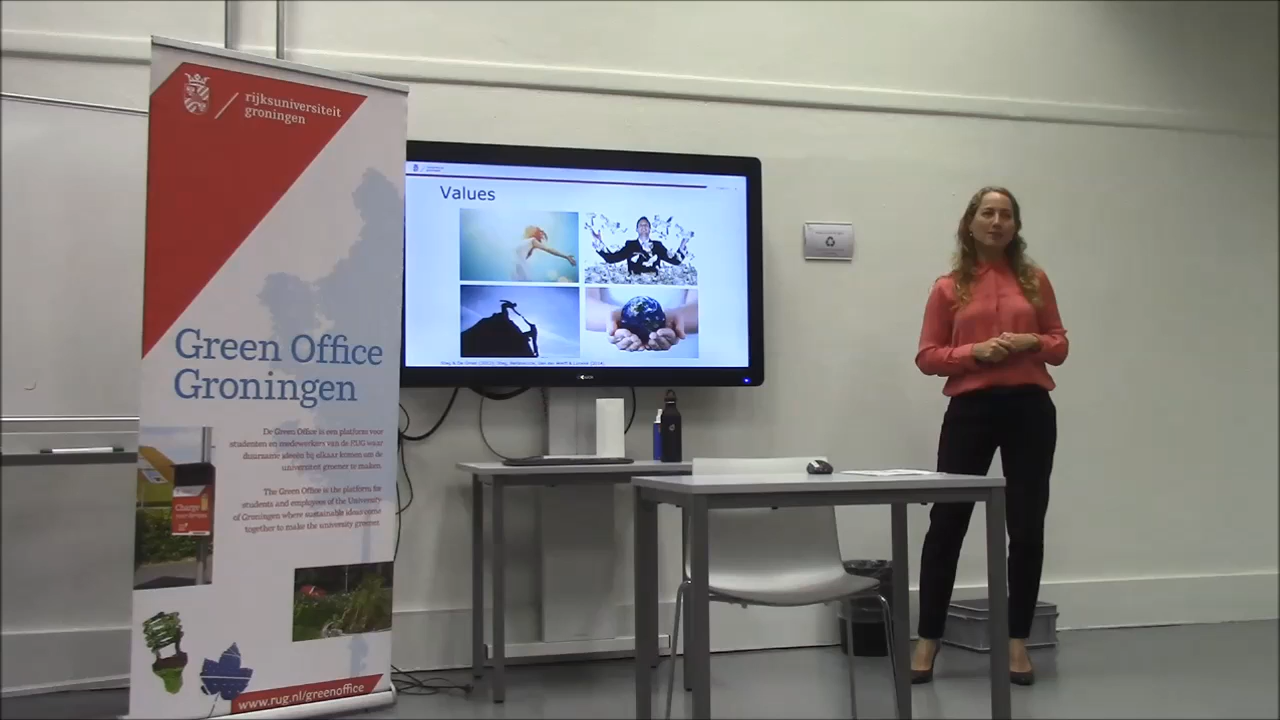 rijksuniversiteit
groningen
Green Office
Groningen
De Green Office is een platform voor
studenten en medewerkers van de RUG waar
duurzame ideeën bij elkaar komen om de
universiteit groener te maken.
The Green Office is the platform for
students and employees of the University
of Groningen where sustainable ideas come
together to make the university greener.
Charge
www.rug.nl/greenoffice
Values